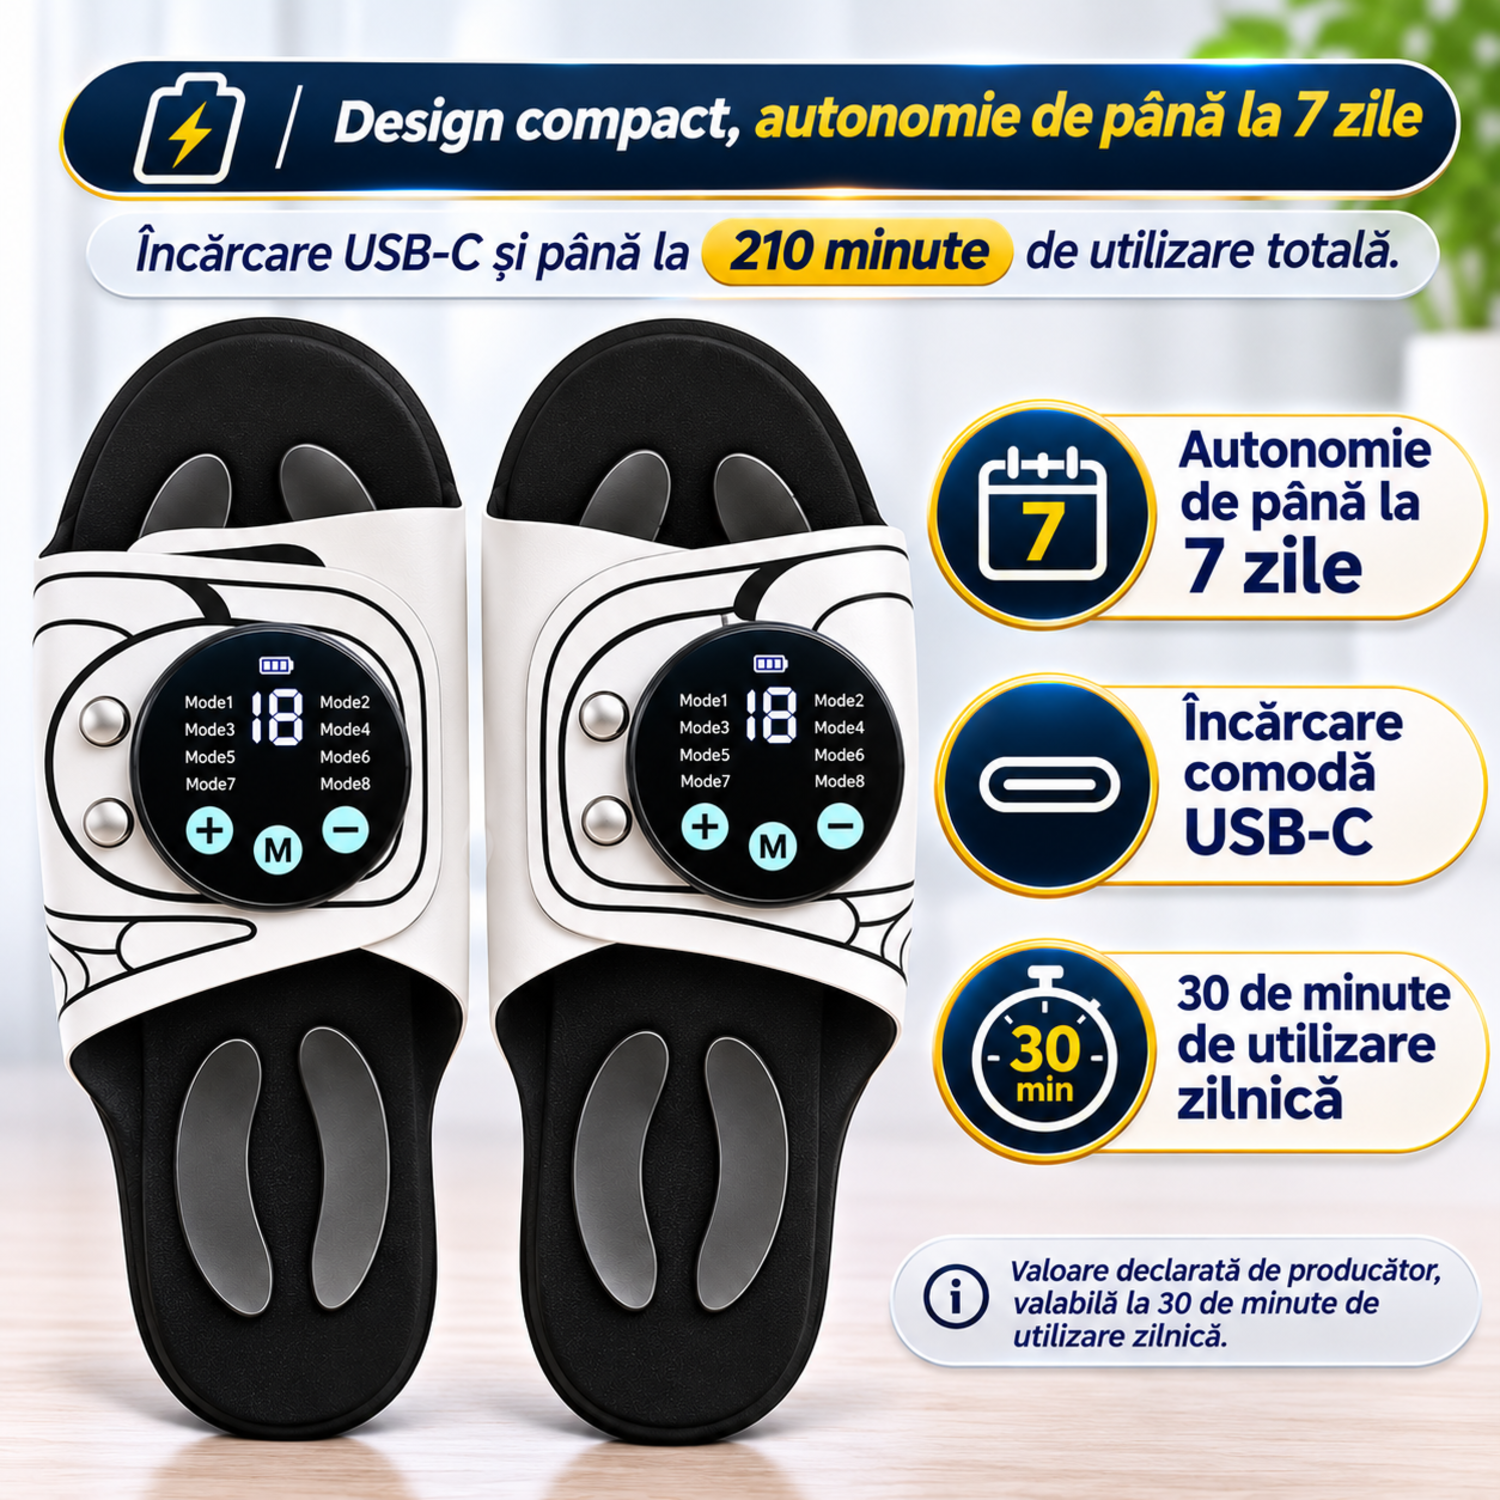 Design compact, autonomie de până la 7 zile
Încărcare USB-C și până la 210 minute de utilizare totală.
Mode1 18 Mode2
Mode3 Mode4
Mode5 Mode6
Mode7 Mode8
+ M −
Mode1 18 Mode2
Mode3 Mode4
Mode5 Mode6
Mode7 Mode8
+ M −
7
Autonomie
de până la
7 zile
Încărcare
comodă
USB-C
30
min
30 de minute
de utilizare
zilnică
i
Valoare declarată de producător,
valabilă la 30 de minute de
utilizare zilnică.